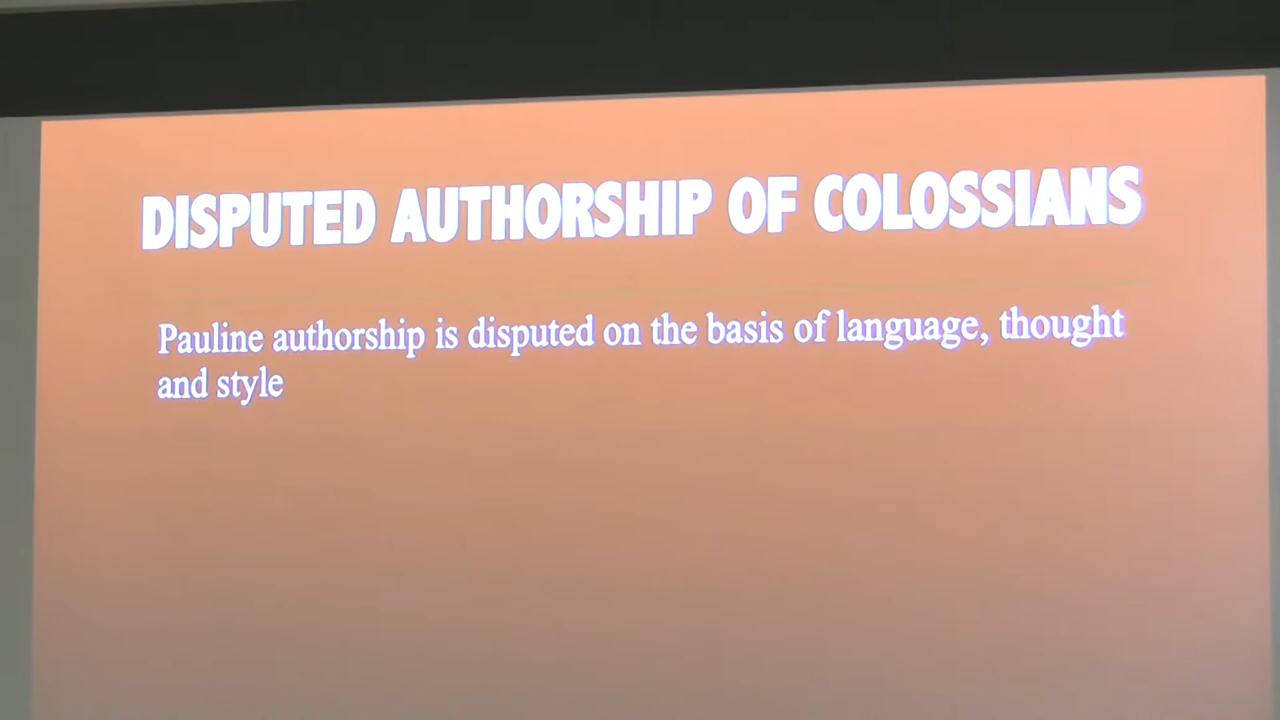 DISPUTED AUTHORSHIP OF COLOSSIANS
Pauline authorship is disputed on the basis of language, thought
and style